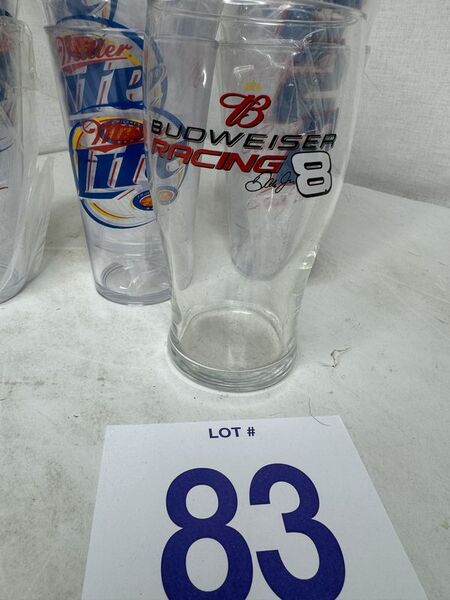 Miller
Lite
Miller
Lite
B
BUDWEISER
RACING 8
LOT #
83